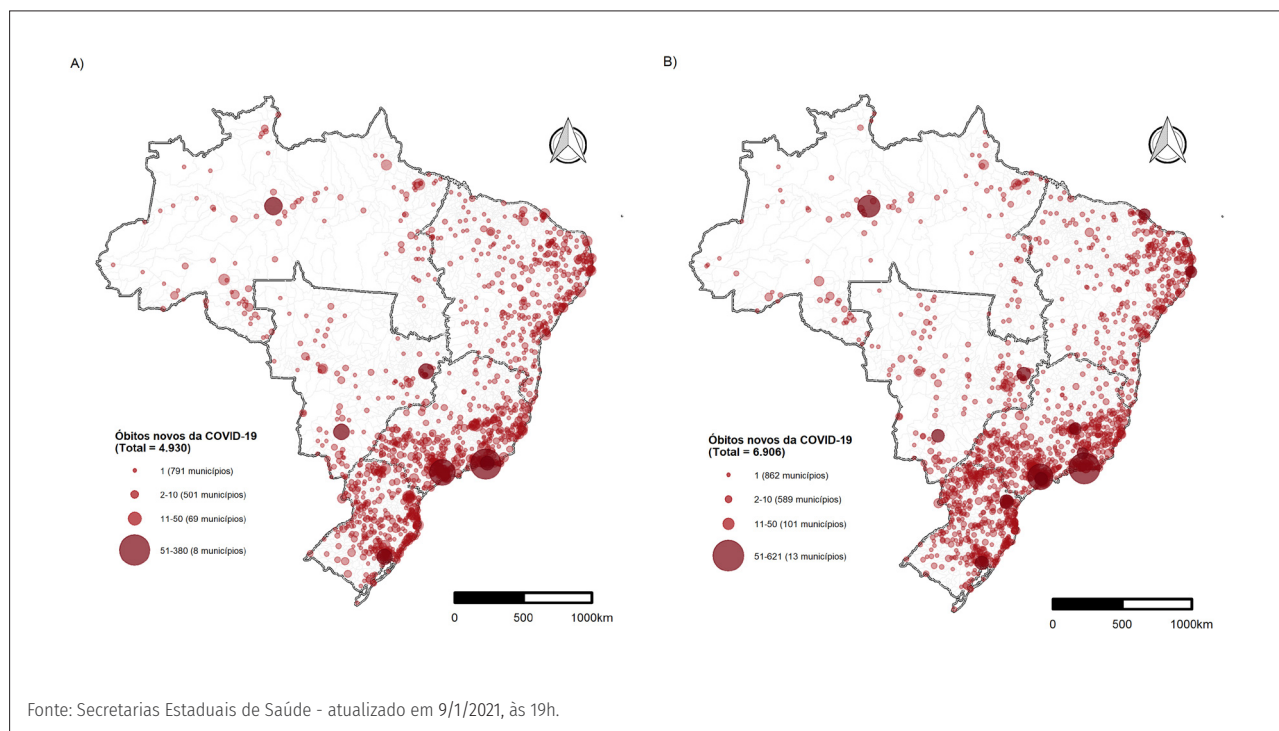 A)
Óbitos novos da COVID-19
(Total = 4.930)
1 (791 municípios)
2-10 (501 municípios)
11-50 (69 municípios)
51-380 (8 municípios)
0 500 1000km
B)
Óbitos novos da COVID-19
(Total = 6.906)
1 (862 municípios)
2-10 (589 municípios)
11-50 (101 municípios)
51-621 (13 municípios)
0 500 1000km
Fonte: Secretarias Estaduais de Saúde - atualizado em 9/1/2021, às 19h.